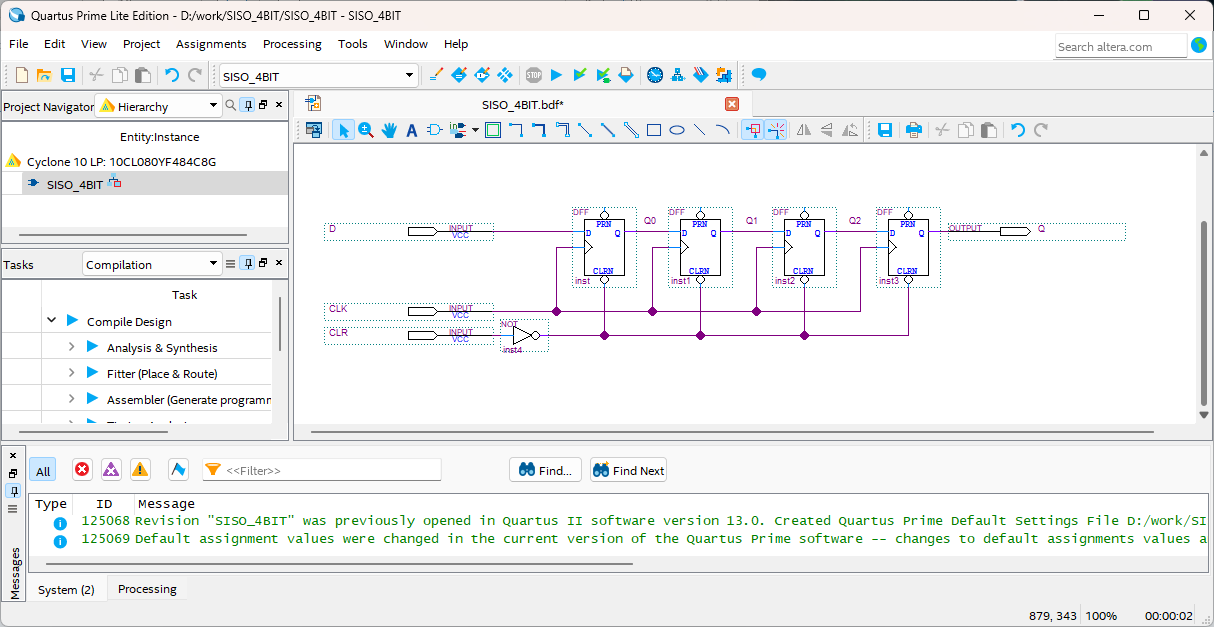 Quartus Prime Lite Edition - D:/work/SISO_4BIT/SISO_4BIT - SISO_4BIT
File Edit View Project Assignments Processing Tools Window Help
Search altera.com
STOP
SISO_4BIT
Project Navigator Hierarchy
SISO_4BIT.bdf*
Entity:Instance
Cyclone 10 LP: 10CL080YF484C8G
SISO_4BIT
Tasks Compilation
Task
Compile Design
Analysis & Synthesis
Fitter (Place & Route)
Assembler (Generate programm
DFF Q0 DFF Q1 DFF Q2 DFF
PRN PRN PRN PRN
D INPUT VCC D Q D Q D Q D Q OUTPUT Q
CLRN CLRN CLRN CLRN
inst inst1 inst2 inst3
CLK INPUT VCC
CLR INPUT VCC NOT
inst4
All <<Filter>> Find... Find Next
Type ID Message
125068 Revision "SISO_4BIT" was previously opened in Quartus II software version 13.0. Created Quartus Prime Default Settings File D:/work/SI
125069 Default assignment values were changed in the current version of the Quartus Prime software -- changes to default assignments values a
Messages
System (2) Processing
879, 343 100% 00:00:02